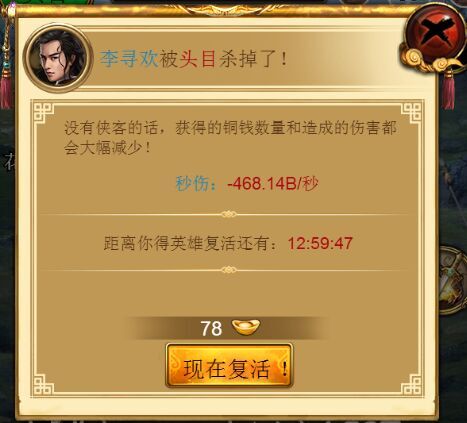 李寻欢被头目杀掉了！
没有侠客的话，获得的铜钱数量和造成的伤害都
会大幅减少！
秒伤：-468.14B/秒
距离你得英雄复活还有：12:59:47
78
现在复活！